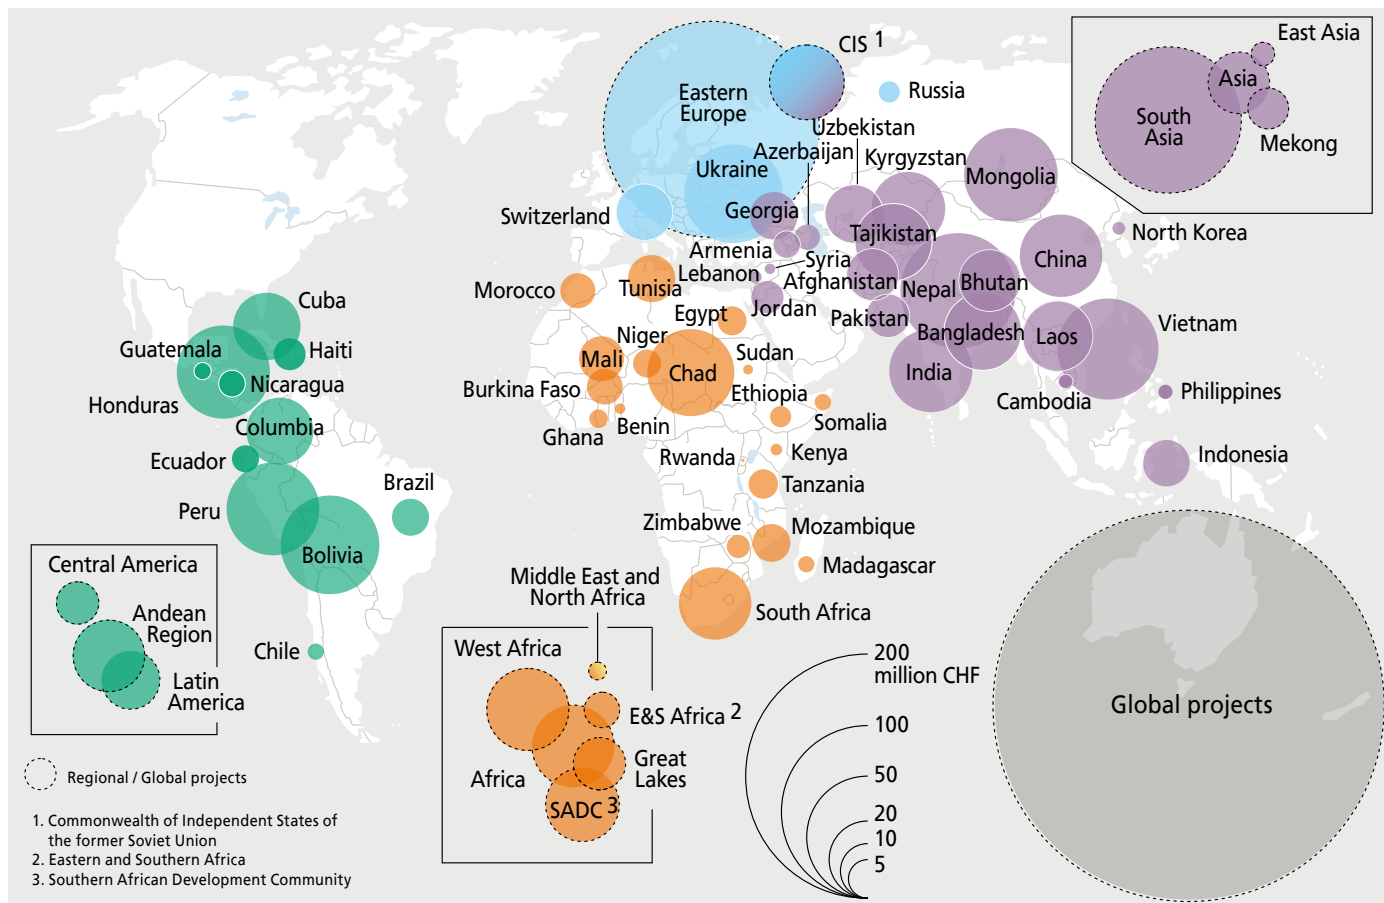 CIS 1
East Asia
Asia
South
Asia
Mekong
Eastern
Europe
Russia
Uzbekistan
Azerbaijan
Kyrgyzstan
Ukraine
Mongolia
Switzerland
Georgia
Tajikistan
North Korea
Armenia
Syria
China
Lebanon
Afghanistan
Nepal
Bhutan
Morocco
Tunisia
Jordan
Pakistan
Egypt
Bangladesh
Laos
Vietnam
Cuba
Niger
Guatemala
Haiti
Mali
Sudan
Chad
India
Nicaragua
Burkina Faso
Ethiopia
Philippines
Honduras
Cambodia
Columbia
Ghana
Benin
Somalia
Ecuador
Rwanda
Kenya
Indonesia
Brazil
Tanzania
Peru
Zimbabwe
Mozambique
Bolivia
Madagascar
South Africa
Chile
Central America
Andean
Region
Latin
America
Middle East and
North Africa
West Africa
E&S Africa 2
Great
Lakes
Africa
SADC 3
200
million CHF
100
50
20
10
5
Global projects
Regional / Global projects
1. Commonwealth of Independent States of
the former Soviet Union
2. Eastern and Southern Africa
3. Southern African Development Community